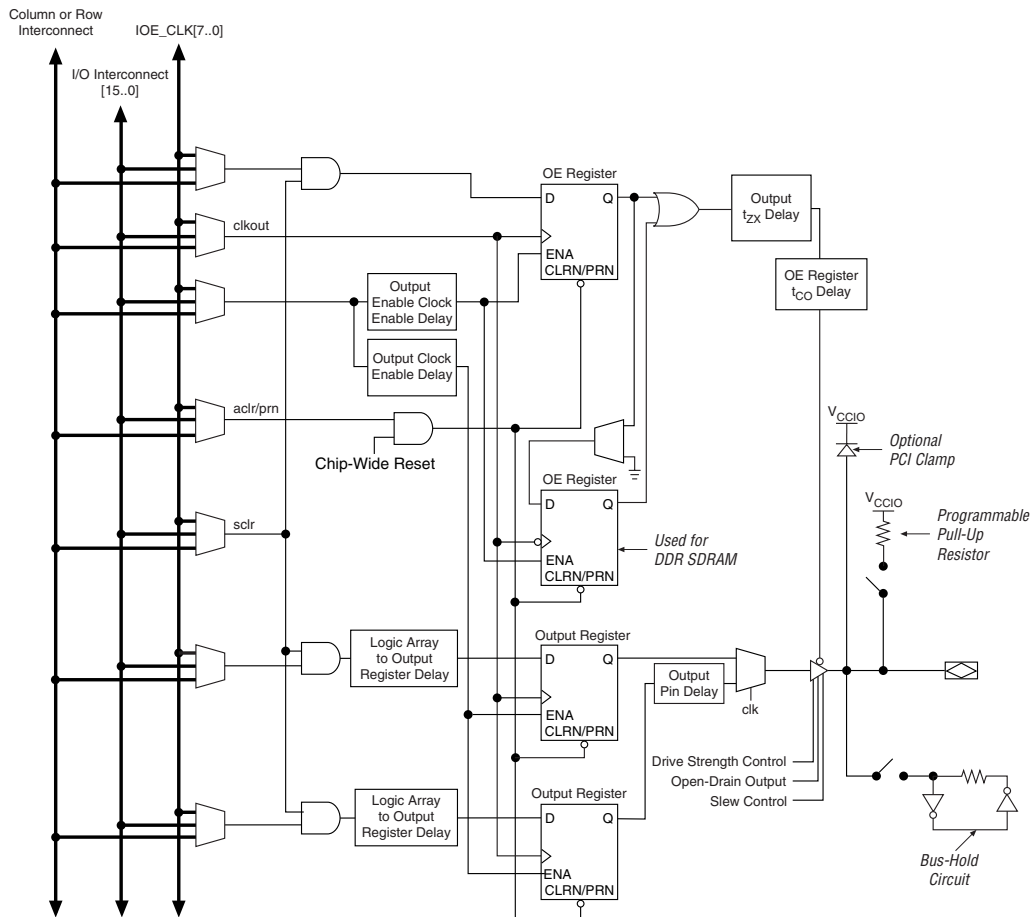 Column or Row
Interconnect
IOE_CLK[7..0]
I/O Interconnect
[15..0]
OE Register
D
Q
ENA
CLRN/PRN
clkout
Output
tZX Delay
OE Register
tCO Delay
Output
Enable Clock
Enable Delay
Output Clock
Enable Delay
aclr/prn
Chip-Wide Reset
VCCIO
Optional
PCI Clamp
OE Register
D
Q
ENA
CLRN/PRN
Used for
DDR SDRAM
VCCIO
Programmable
Pull-Up
Resistor
sclr
Logic Array
to Output
Register Delay
Output Register
D
Q
ENA
CLRN/PRN
Output
Pin Delay
clk
Drive Strength Control
Open-Drain Output
Slew Control
Logic Array
to Output
Register Delay
Output Register
D
Q
ENA
CLRN/PRN
Bus-Hold
Circuit